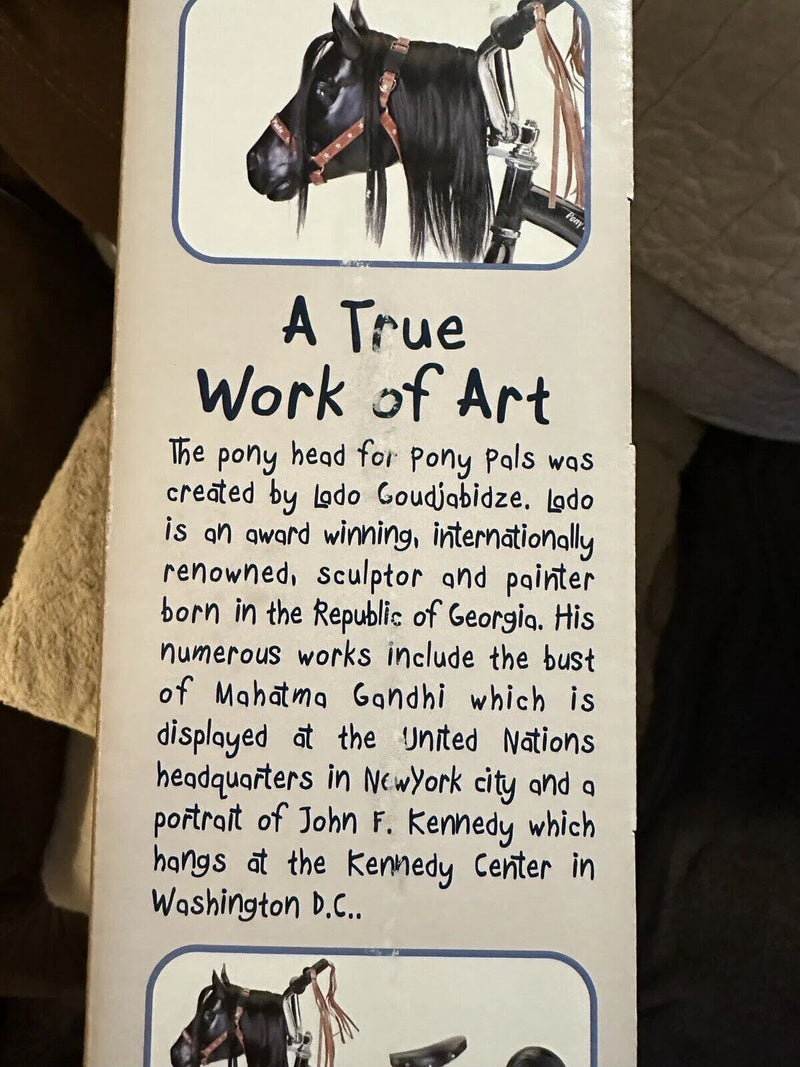 A True
Work of Art
The pony head for Pony Pals was
created by Lado Goudjabidze. Lado
is an award winning, internationally
renowned, sculptor and painter
born in the Republic of Georgia. His
numerous works include the bust
of Mahatma Gandhi which is
displayed at the United Nations
headquarters in NewYork city and a
portrait of John F. Kennedy which
hangs at the Kennedy Center in
Washington D.C..